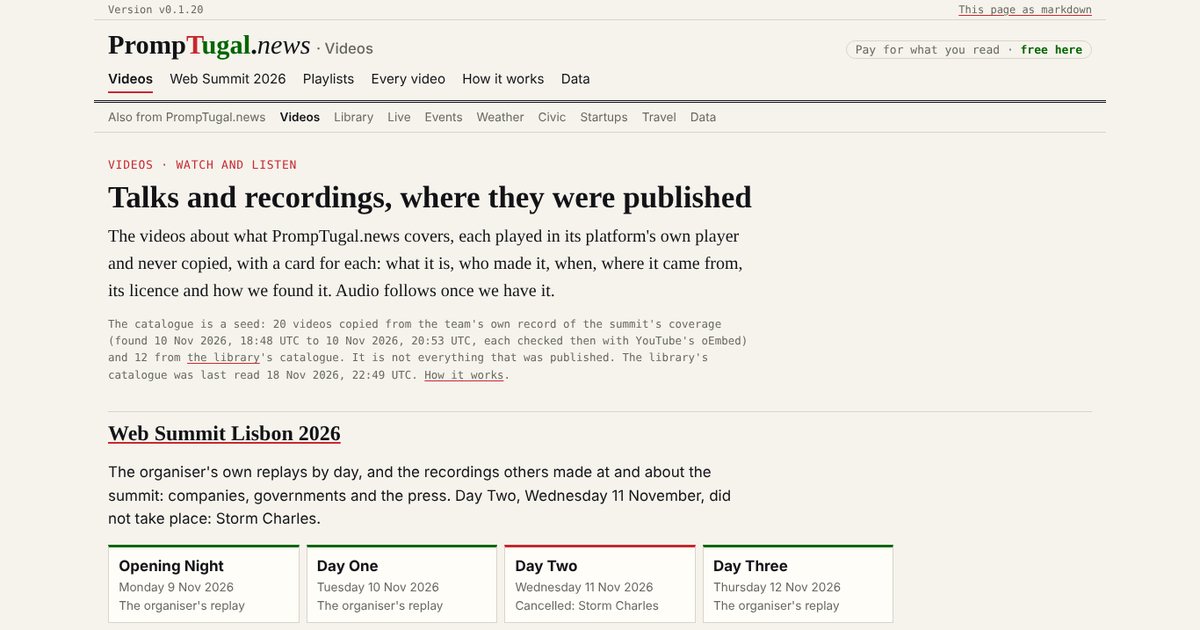 Version v0.1.20
This page as markdown
PrompTugal.news · Videos
Pay for what you read · free here
Videos Web Summit 2026 Playlists Every video How it works Data
Also from PrompTugal.news Videos Library Live Events Weather Civic Startups Travel Data
VIDEOS · WATCH AND LISTEN
Talks and recordings, where they were published
The videos about what PrompTugal.news covers, each played in its platform's own player
and never copied, with a card for each: what it is, who made it, when, where it came from,
its licence and how we found it. Audio follows once we have it.
The catalogue is a seed: 20 videos copied from the team's own record of the summit's coverage
(found 10 Nov 2026, 18:48 UTC to 10 Nov 2026, 20:53 UTC, each checked then with YouTube's oEmbed)
and 12 from the library's catalogue. It is not everything that was published. The library's
catalogue was last read 18 Nov 2026, 22:49 UTC. How it works.
Web Summit Lisbon 2026
The organiser's own replays by day, and the recordings others made at and about the
summit: companies, governments and the press. Day Two, Wednesday 11 November, did
not take place: Storm Charles.
Opening Night
Monday 9 Nov 2026
The organiser's replay
Day One
Tuesday 10 Nov 2026
The organiser's replay
Day Two
Wednesday 11 Nov 2026
Cancelled: Storm Charles
Day Three
Thursday 12 Nov 2026
The organiser's replay